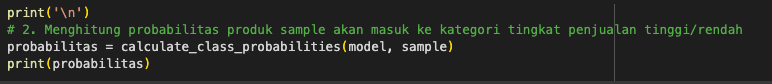 print('\n')
# 2. Menghitung probabilitas produk sample akan masuk ke kategori tingkat penjualan tinggi/rendah
probabilitas = calculate_class_probabilities(model, sample)
print(probabilitas)